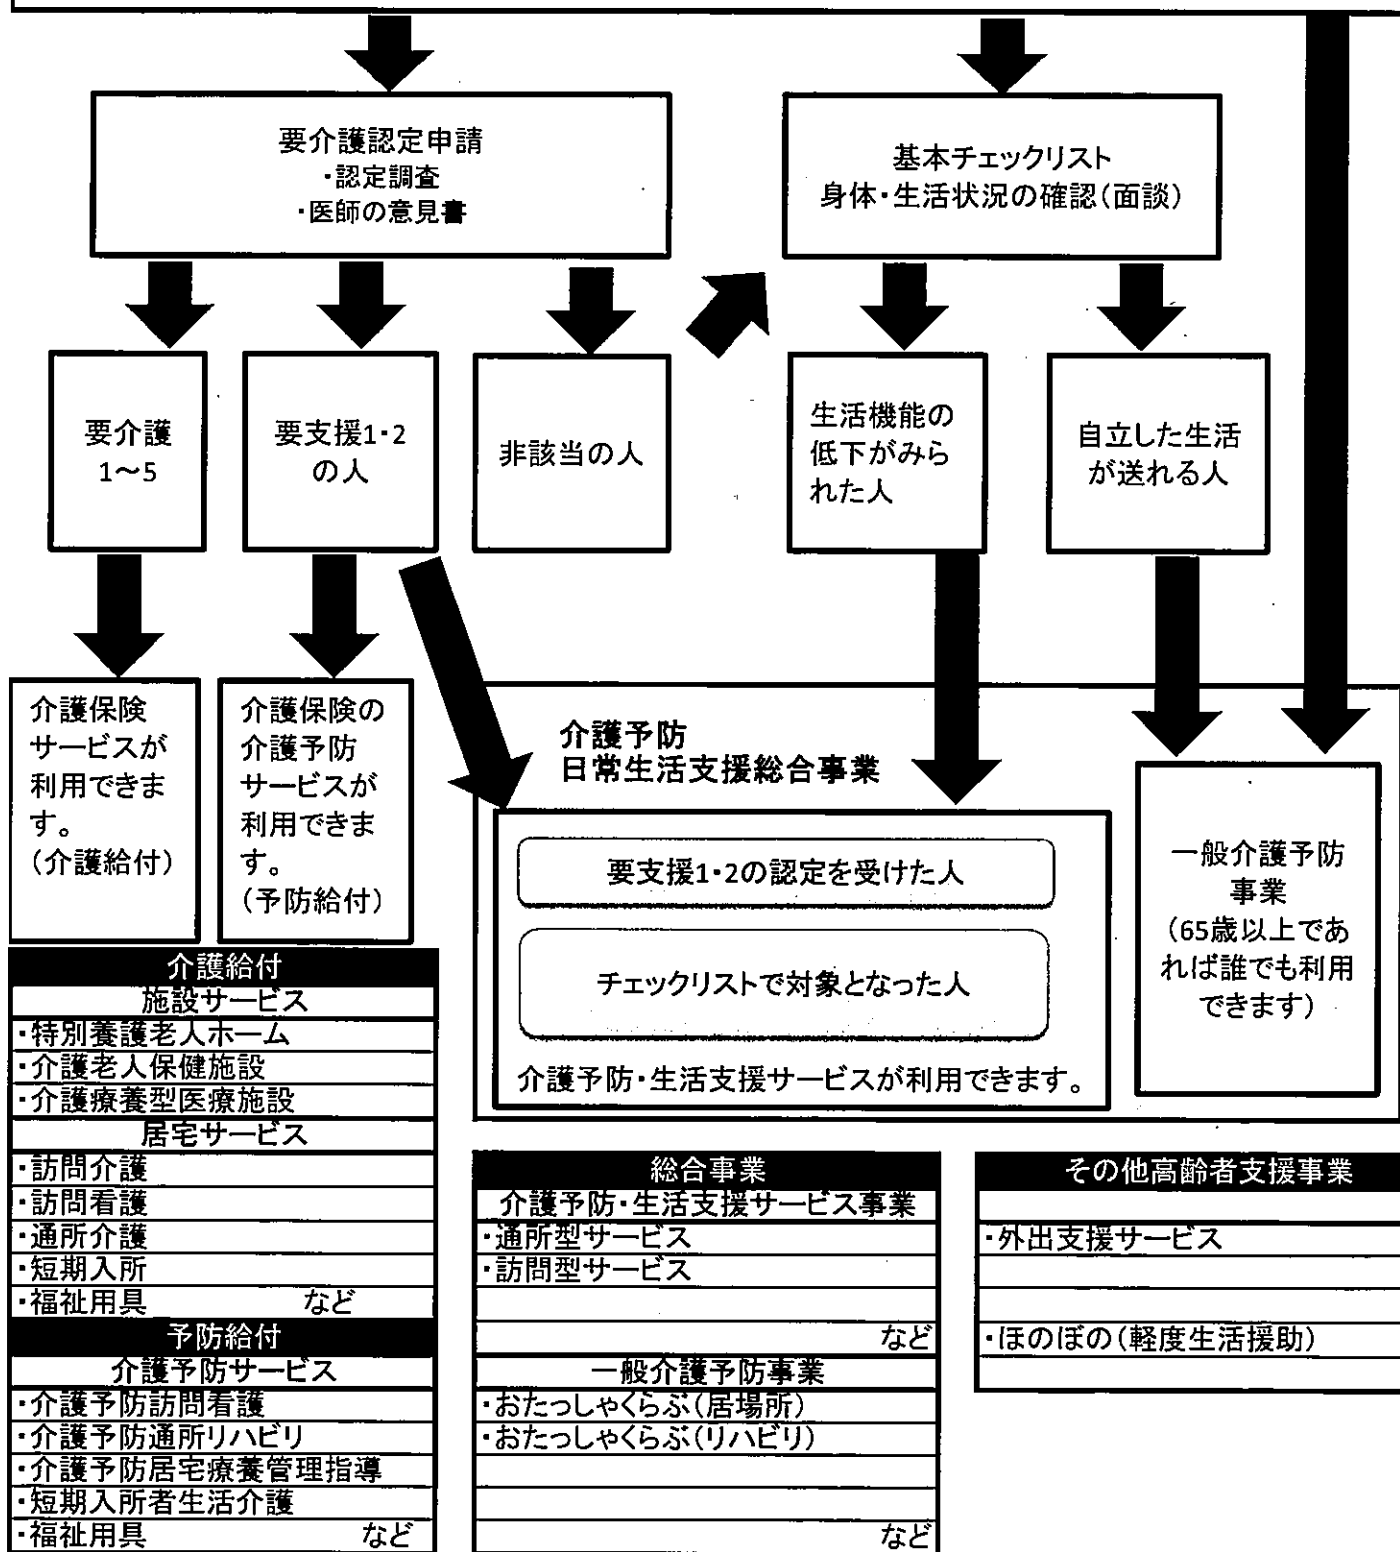 要介護認定申請
・認定調査
・医師の意見書
基本チェックリスト
身体・生活状況の確認(面談)
要介護
1～5
要支援1・2
の人
非該当の人
生活機能の
低下がみら
れた人
自立した生活
が送れる人
介護保険
サービスが
利用できま
す。
(介護給付)
介護保険の
介護予防
サービスが
利用できま
す。
(予防給付)
介護予防
日常生活支援総合事業
要支援1・2の認定を受けた人
チェックリストで対象となった人
介護予防・生活支援サービスが利用できます。
一般介護予防
事業
(65歳以上であ
れば誰でも利用
できます)
介護給付
施設サービス
・特別養護老人ホーム
・介護老人保健施設
・介護療養型医療施設
居宅サービス
・訪問介護
・訪問看護
・通所介護
・短期入所
・福祉用具 など
予防給付
介護予防サービス
・介護予防訪問看護
・介護予防通所リハビリ
・介護予防居宅療養管理指導
・短期入所者生活介護
・福祉用具 など
総合事業
介護予防・生活支援サービス事業
・通所型サービス
・訪問型サービス
など
一般介護予防事業
・おたっしゃくらぶ(居場所)
・おたっしゃくらぶ(リハビリ)
など
その他高齢者支援事業
・外出支援サービス
・ほのぼの(軽度生活援助)